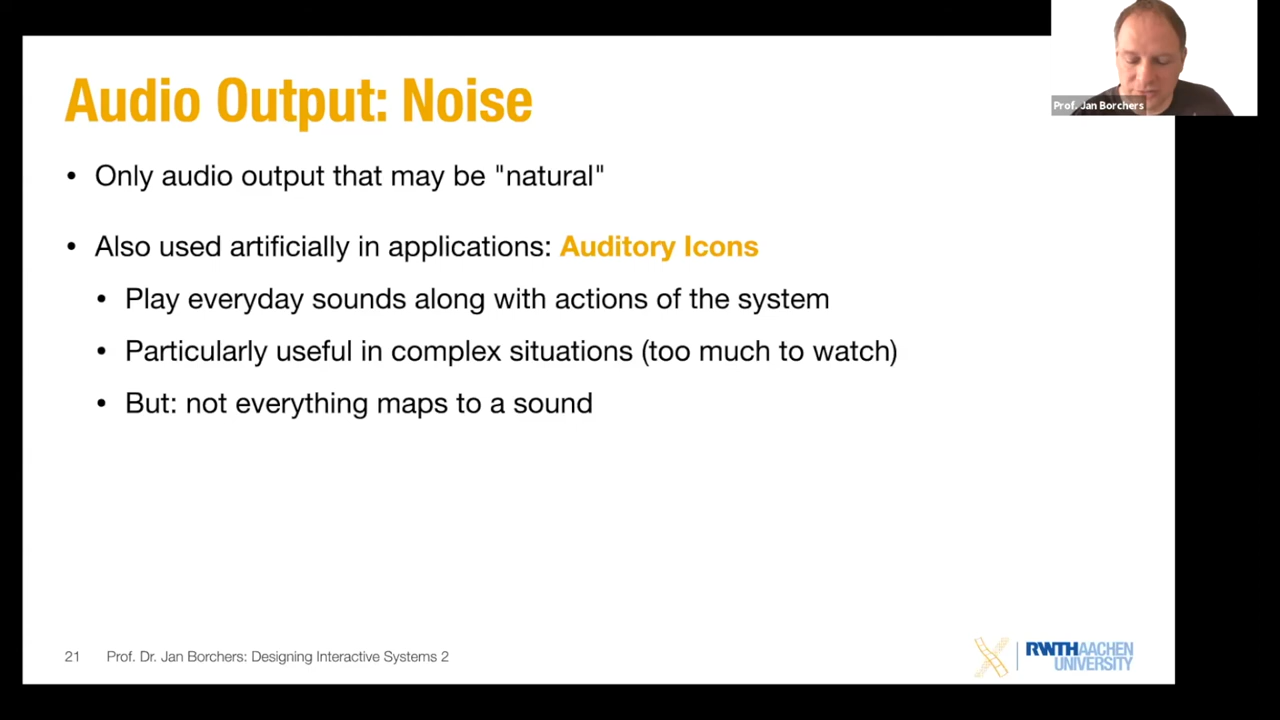 Audio Output: Noise
Prof. Jan Borchers
• Only audio output that may be "natural"
• Also used artificially in applications: Auditory Icons
• Play everyday sounds along with actions of the system
• Particularly useful in complex situations (too much to watch)
• But: not everything maps to a sound
21 Prof. Dr. Jan Borchers: Designing Interactive Systems 2
RWTHAACHEN
UNIVERSITY